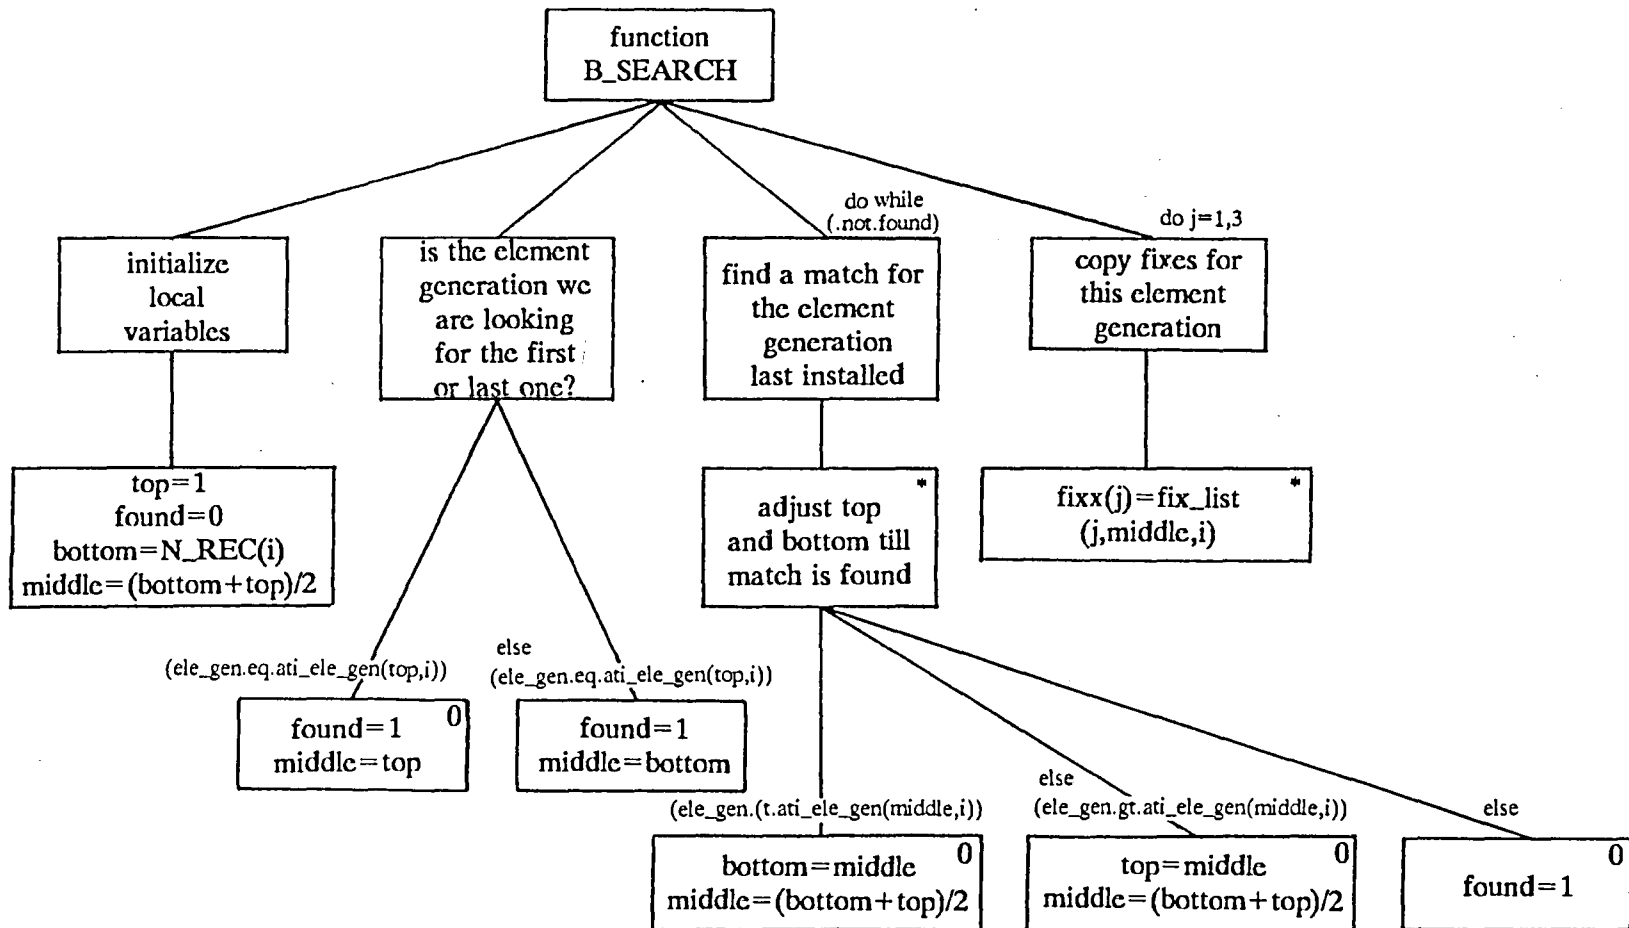 function
B_SEARCH
do while
(.not.found)
do j=1,3
initialize
local
variables
is the element
generation we
are looking
for the first
or last one?
find a match for
the element
generation
last installed
copy fixes for
this element
generation
top=1
found=0
bottom=N_REC(i)
middle=(bottom+top)/2
*
adjust top
and bottom till
match is found
*
fixx(j)=fix_list
(j,middle,i)
(ele_gen.eq.ati_ele_gen(top,i))
else
(ele_gen.eq.ati_ele_gen(top,i))
0
found=1
middle=top
found=1
middle=bottom
(ele_gen.(t.ati_ele_gen(middle,i))
else
(ele_gen.gt.ati_ele_gen(middle,i))
else
0
bottom=middle
middle=(bottom+top)/2
0
top=middle
middle=(bottom+top)/2
0
found=1